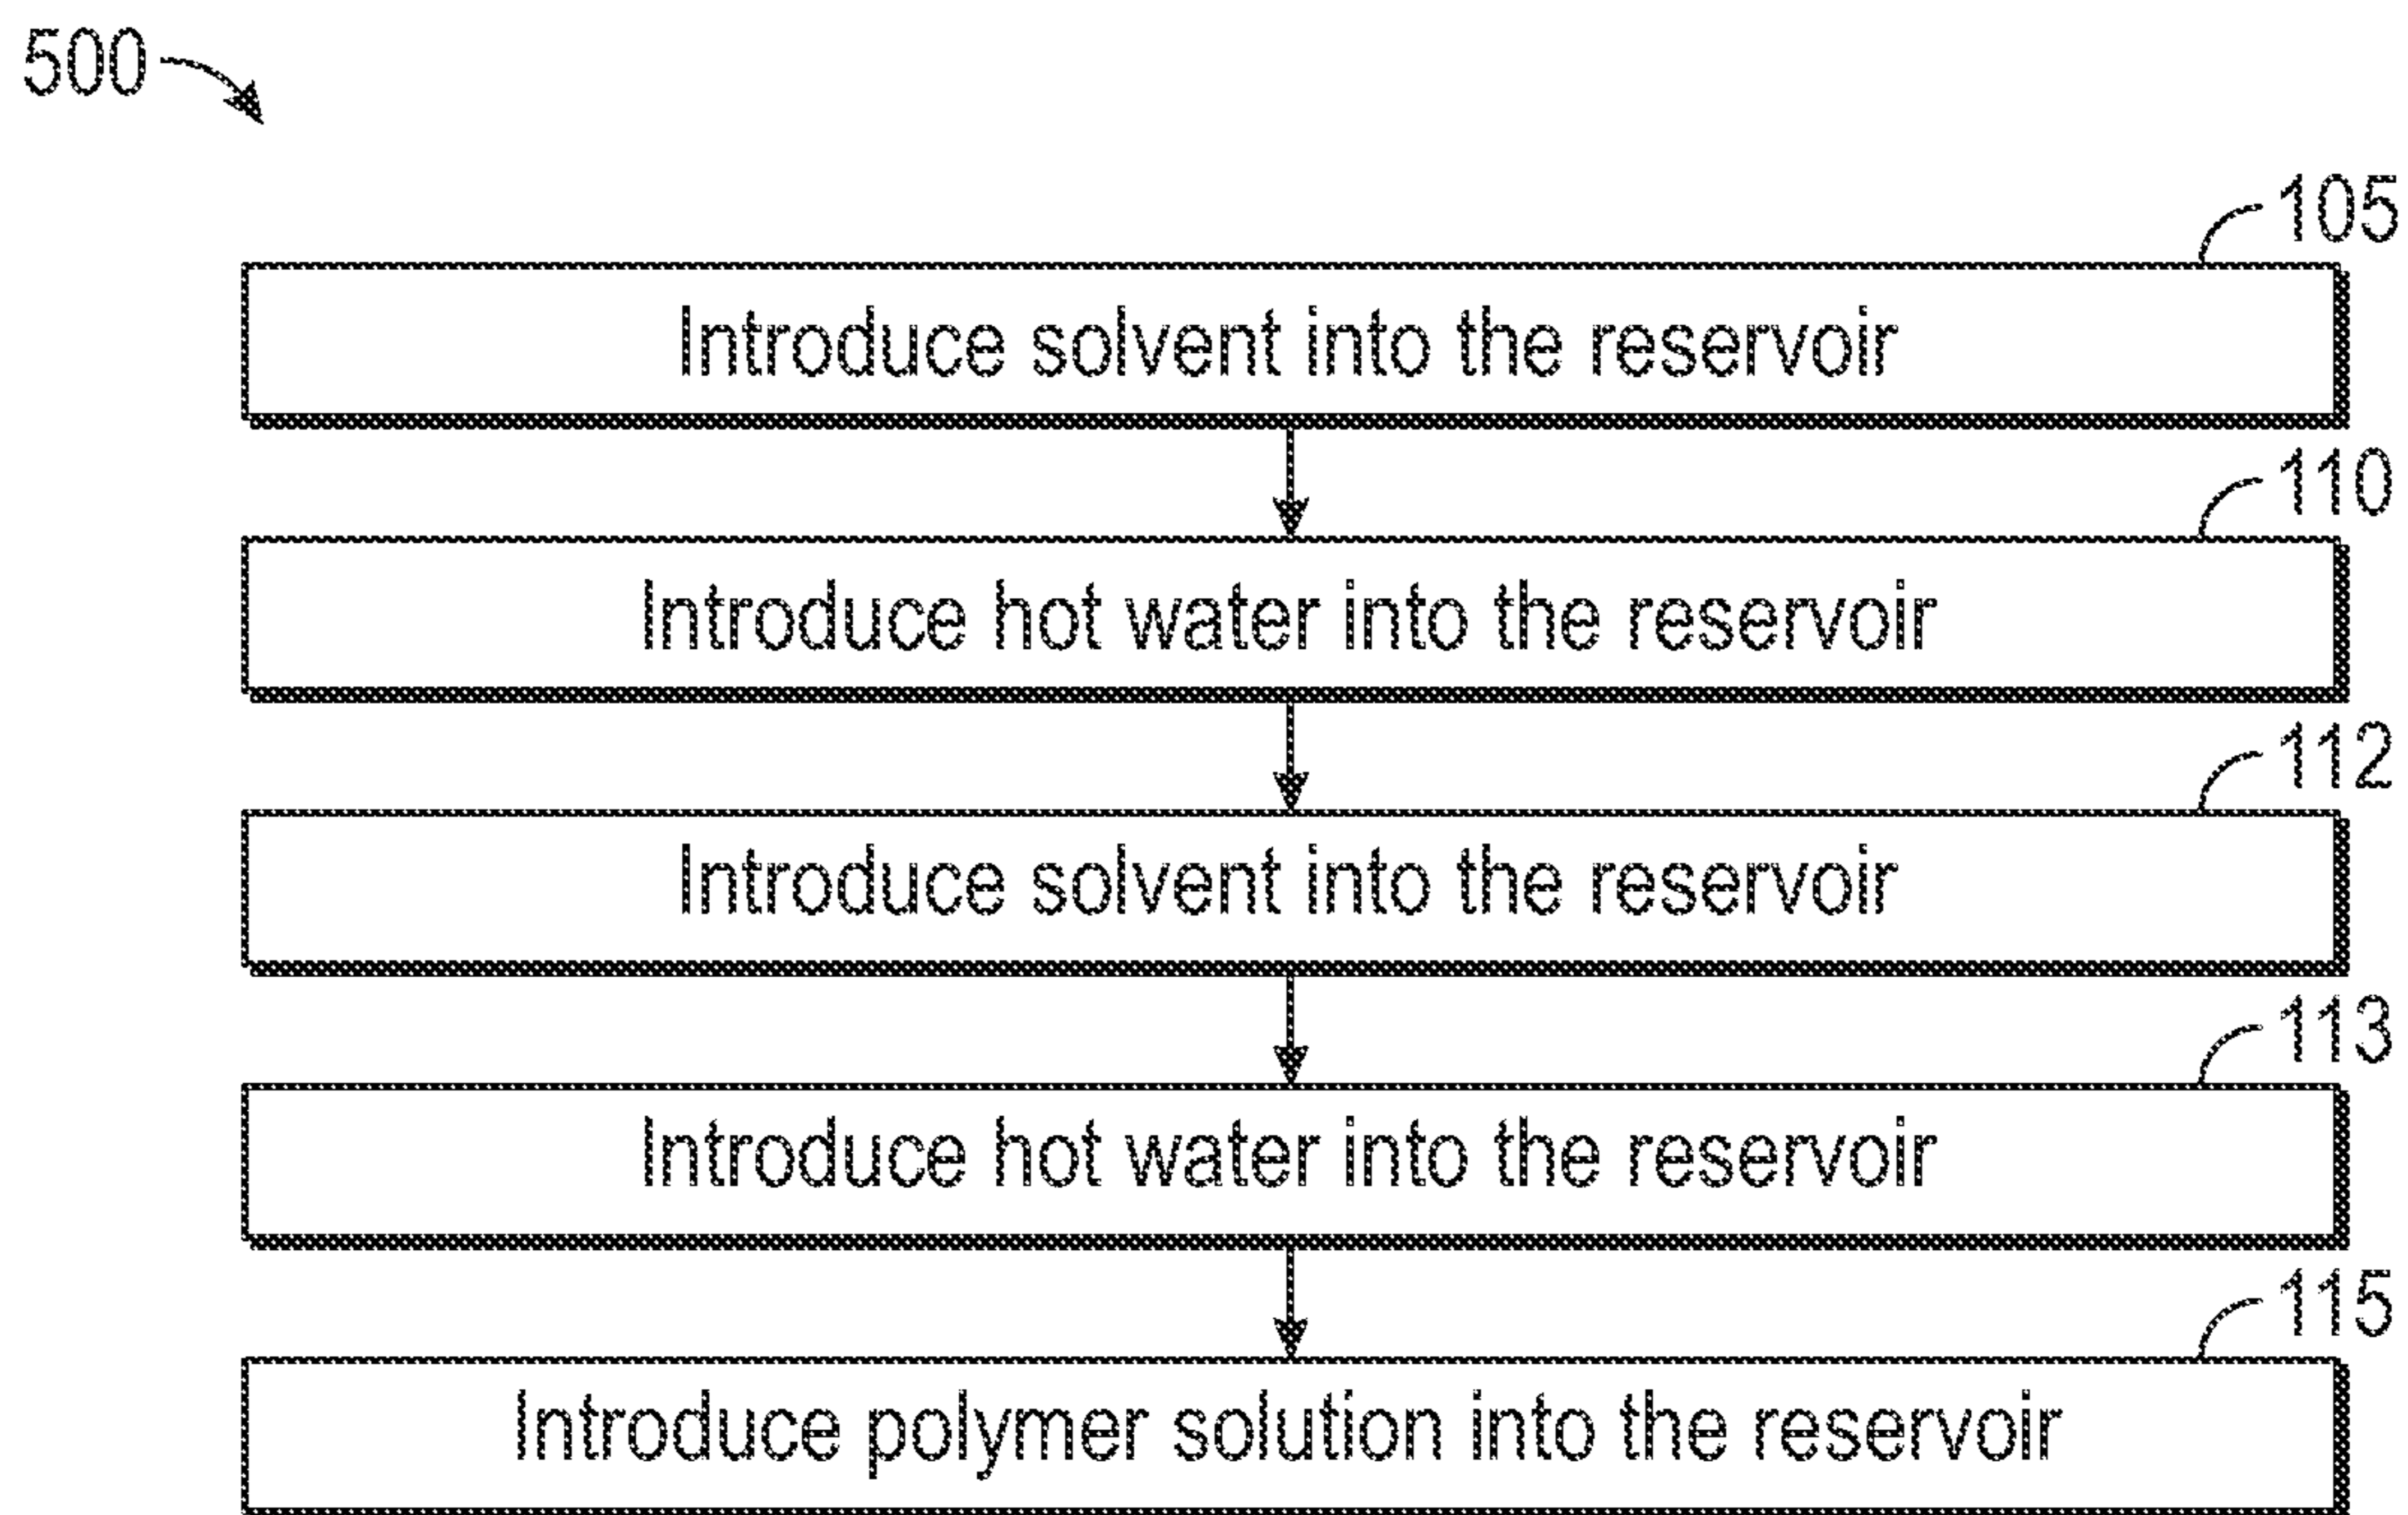 500
105
Introduce solvent into the reservoir
110
Introduce hot water into the reservoir
112
Introduce solvent into the reservoir
113
Introduce hot water into the reservoir
115
Introduce polymer solution into the reservoir